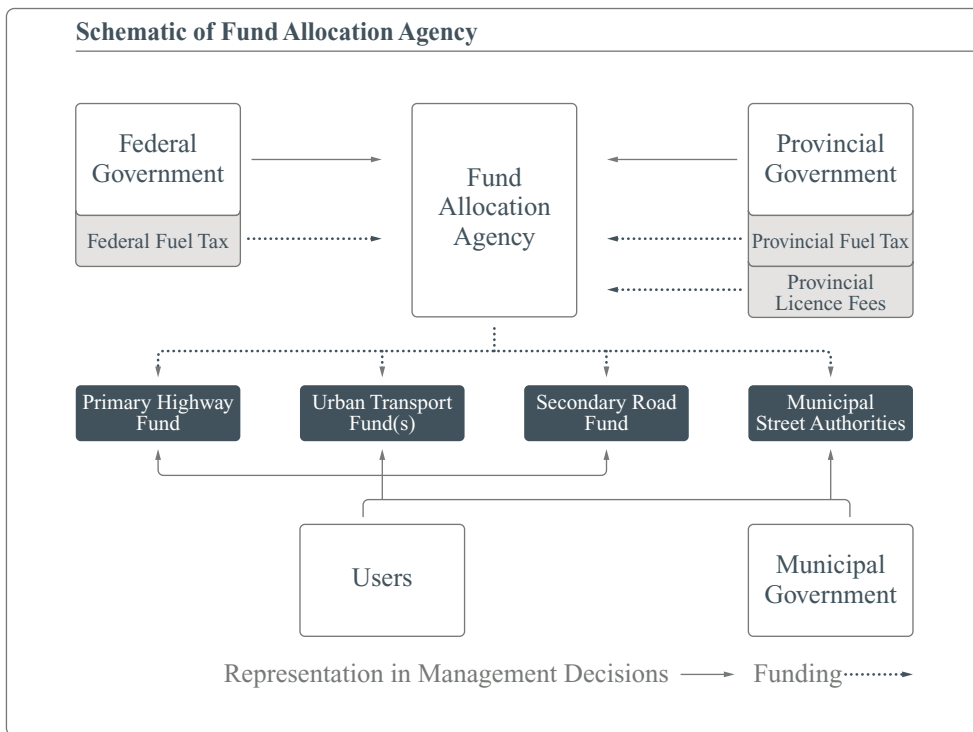 Schematic of Fund Allocation Agency
Federal
Government
Federal Fuel Tax
Fund
Allocation
Agency
Provincial
Government
Provincial Fuel Tax
Provincial
Licence Fees
Primary Highway
Fund
Urban Transport
Fund(s)
Secondary Road
Fund
Municipal
Street Authorities
Users
Municipal
Government
Representation in Management Decisions
Funding